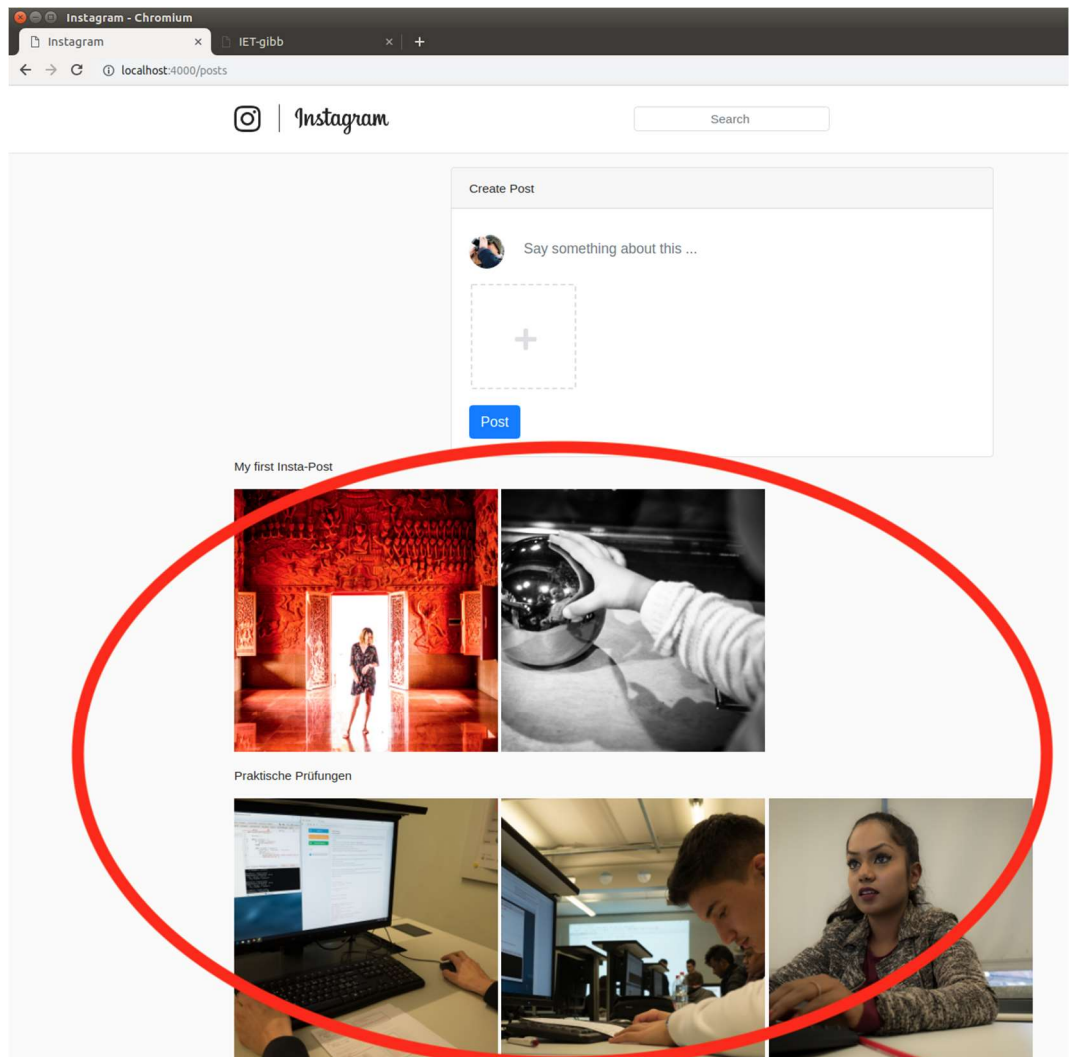 Instagram - Chromium
Instagram
IET-gibb
localhost:4000/posts
Instagram
Search
Create Post
Say something about this ...
Post
My first Insta-Post
Praktische Prüfungen